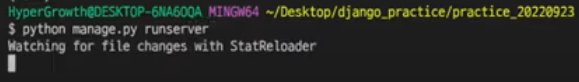 HyperGrowth@DESKTOP-6NA6OQA MINGW64 ~/Desktop/django_practice/practice_20220923
$ python manage.py runserver
Watching for file changes with StatReloader